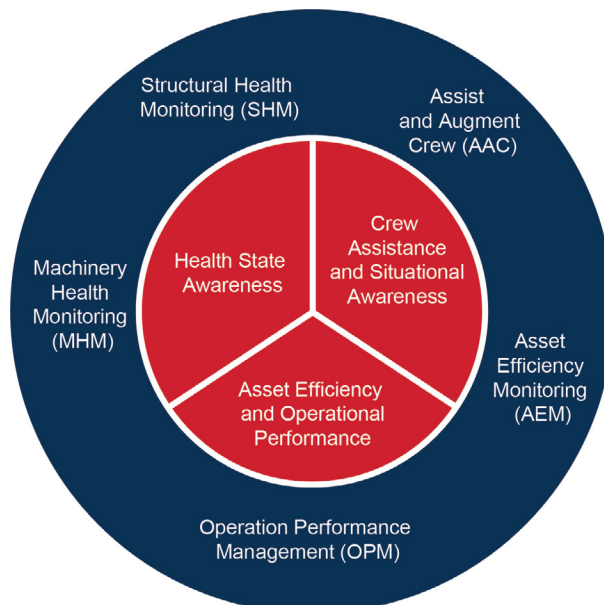 Structural Health
Monitoring (SHM)
Assist
and Augment
Crew (AAC)
Health State
Awareness
Crew
Assistance
and Situational
Awareness
Machinery
Health
Monitoring
(MHM)
Asset
Efficiency
Monitoring
(AEM)
Asset Efficiency
and Operational
Performance
Operation Performance
Management (OPM)